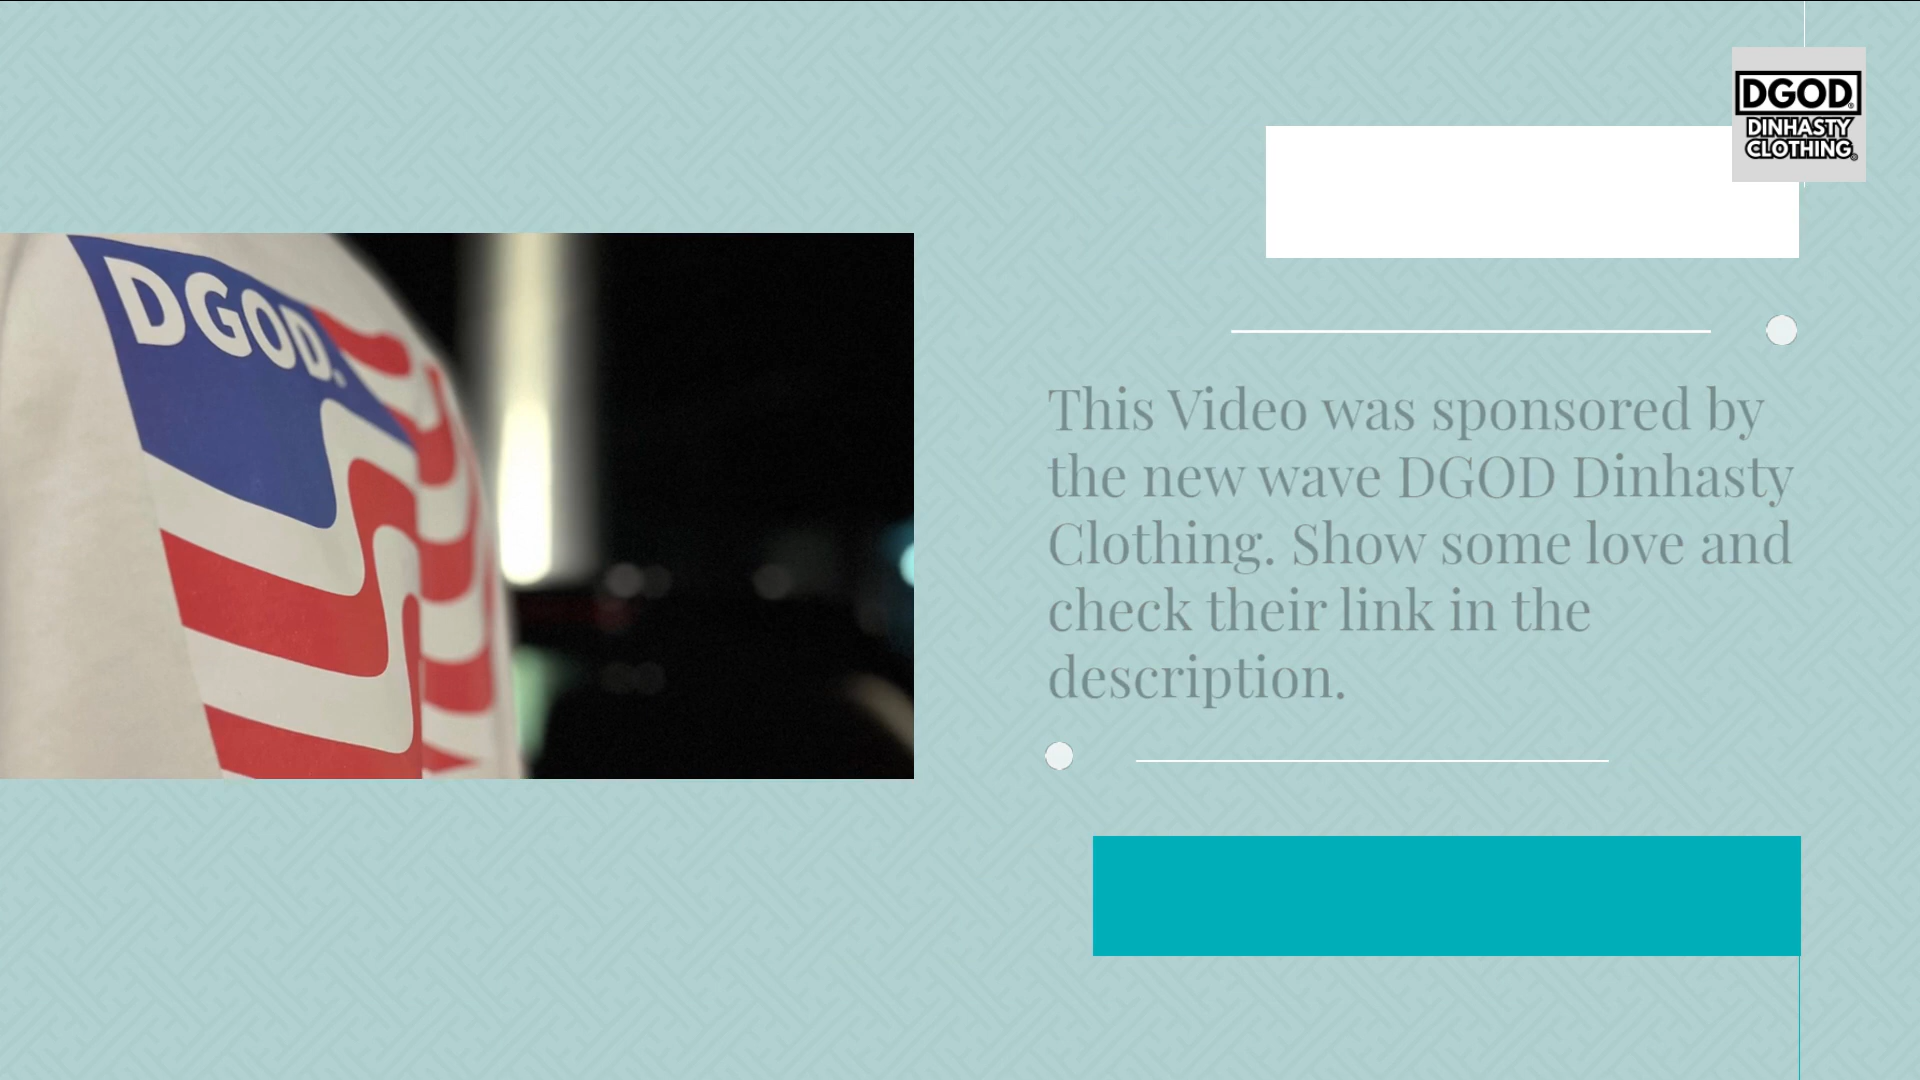 DGOD.
DINHASTY
CLOTHING
DGOD.
This Video was sponsored by
the new wave DGOD Dinhasty
Clothing. Show some love and
check their link in the
description.